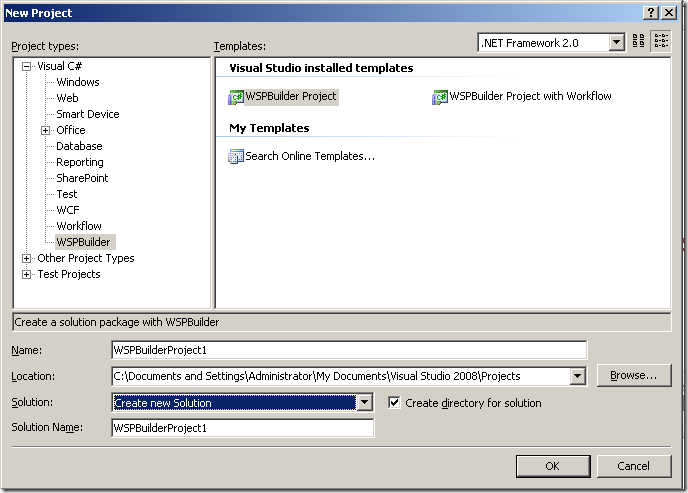 New Project
Project types:
Templates:
.NET Framework 2.0
Visual C#
Windows
Web
Smart Device
Office
Database
Reporting
SharePoint
Test
WCF
Workflow
WSPBuilder
Other Project Types
Test Projects
Visual Studio installed templates
WSPBuilder Project
WSPBuilder Project with Workflow
My Templates
Search Online Templates...
Create a solution package with WSPBuilder
Name:
WSPBuilderProject1
Location:
C:\Documents and Settings\Administrator\My Documents\Visual Studio 2008\Projects
Browse...
Solution:
Create new Solution
Create directory for solution
Solution Name:
WSPBuilderProject1
OK
Cancel